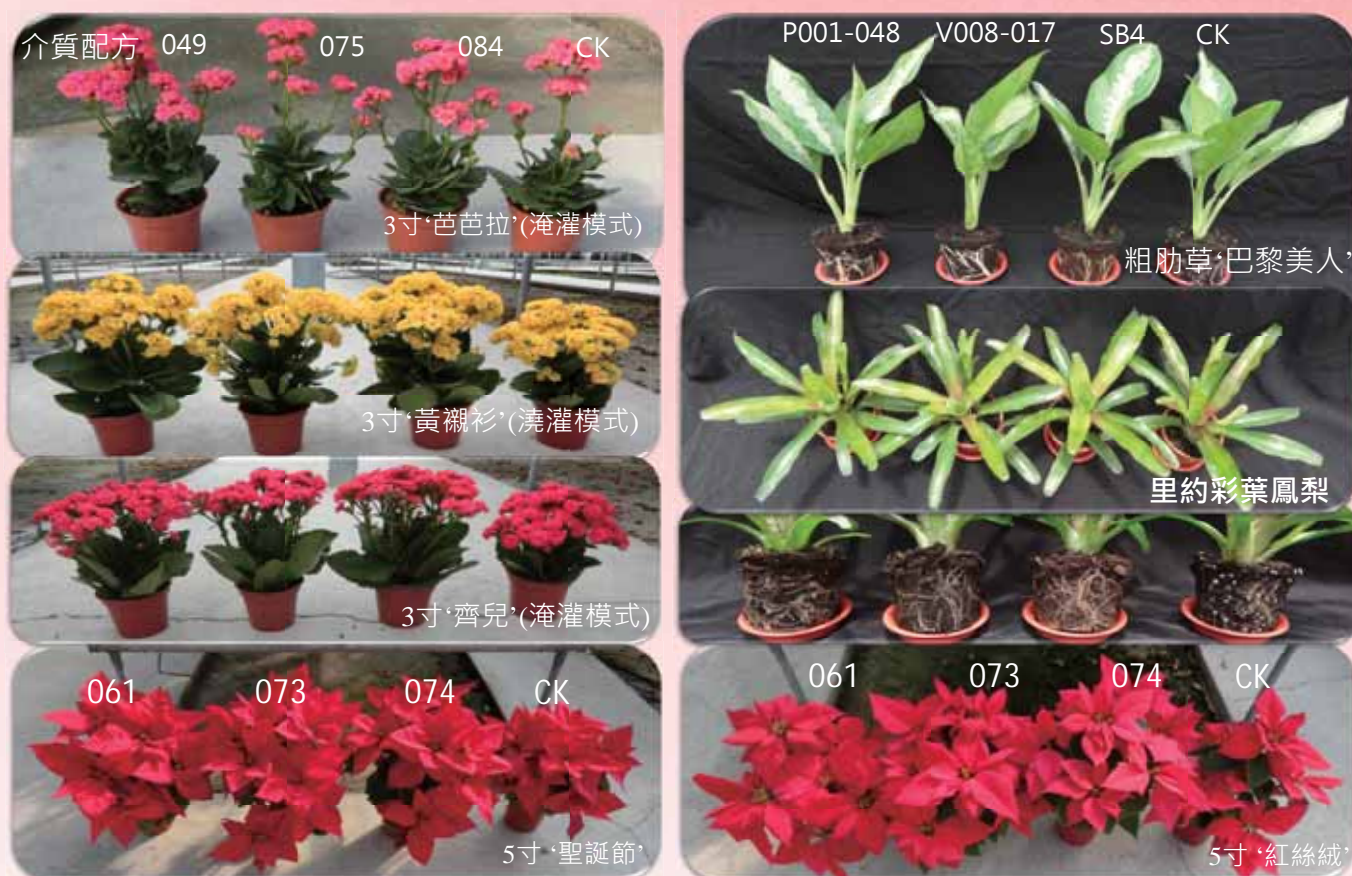 介質配方 049 075 084 CK
3寸‘芭芭拉’(淹灌模式)
3寸‘黃襯衫’(澆灌模式)
3寸‘齊兒’(淹灌模式)
061 073 074 CK
5寸 ‘聖誕節’
P001-048 V008-017 SB4 CK
粗肋草‘巴黎美人’
里約彩葉鳳梨
061 073 074 CK
5寸 ‘紅絲絨’